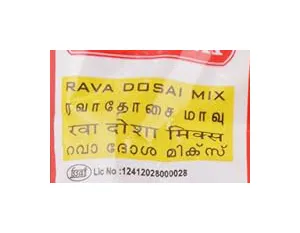 RAVA DOSAI MIX
ரவாதோசை மாவு
रवा दोशा मिक्स
റവാ ദോശ മിക്സ്
Lic No :12412028000028